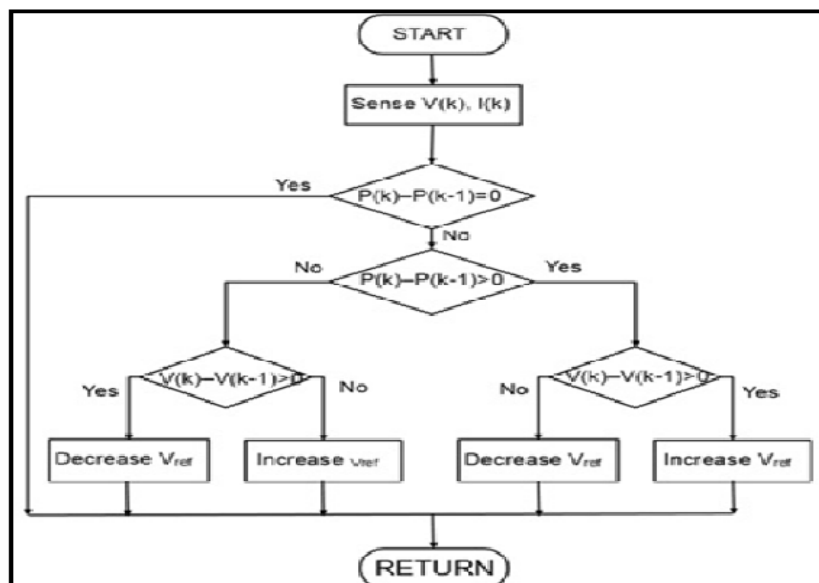 START
Sense V(k), I(k)
Yes
P(k)–P(k-1)=0
No
No
P(k)–P(k-1)>0
Yes
Yes
V(k)–V(k-1)>0
No
No
V(k)–V(k-1)>0
Yes
Decrease Vref
Increase Vref
Decrease Vref
Increase Vref
RETURN